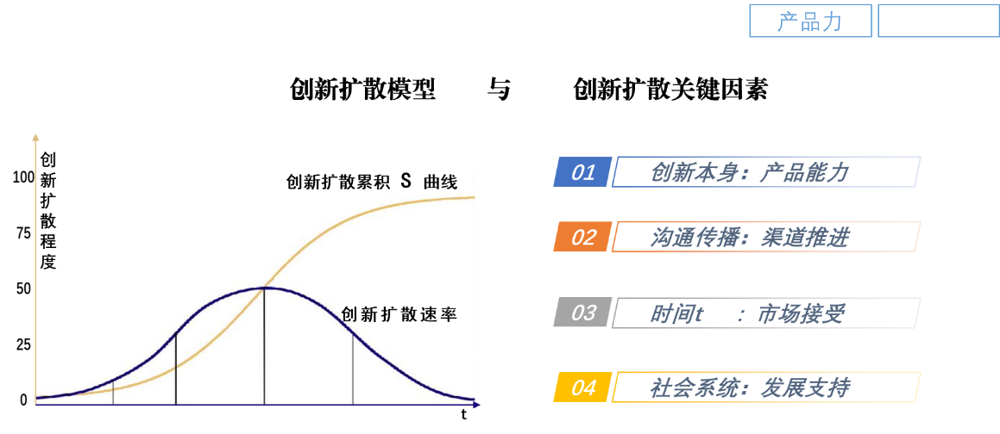 产品力
创新扩散模型 与 创新扩散关键因素
创新扩散程度
100
75
50
25
0
创新扩散累积 S 曲线
创新扩散速率
t
01 创新本身：产品能力
02 沟通传播：渠道推进
03 时间t ：市场接受
04 社会系统：发展支持